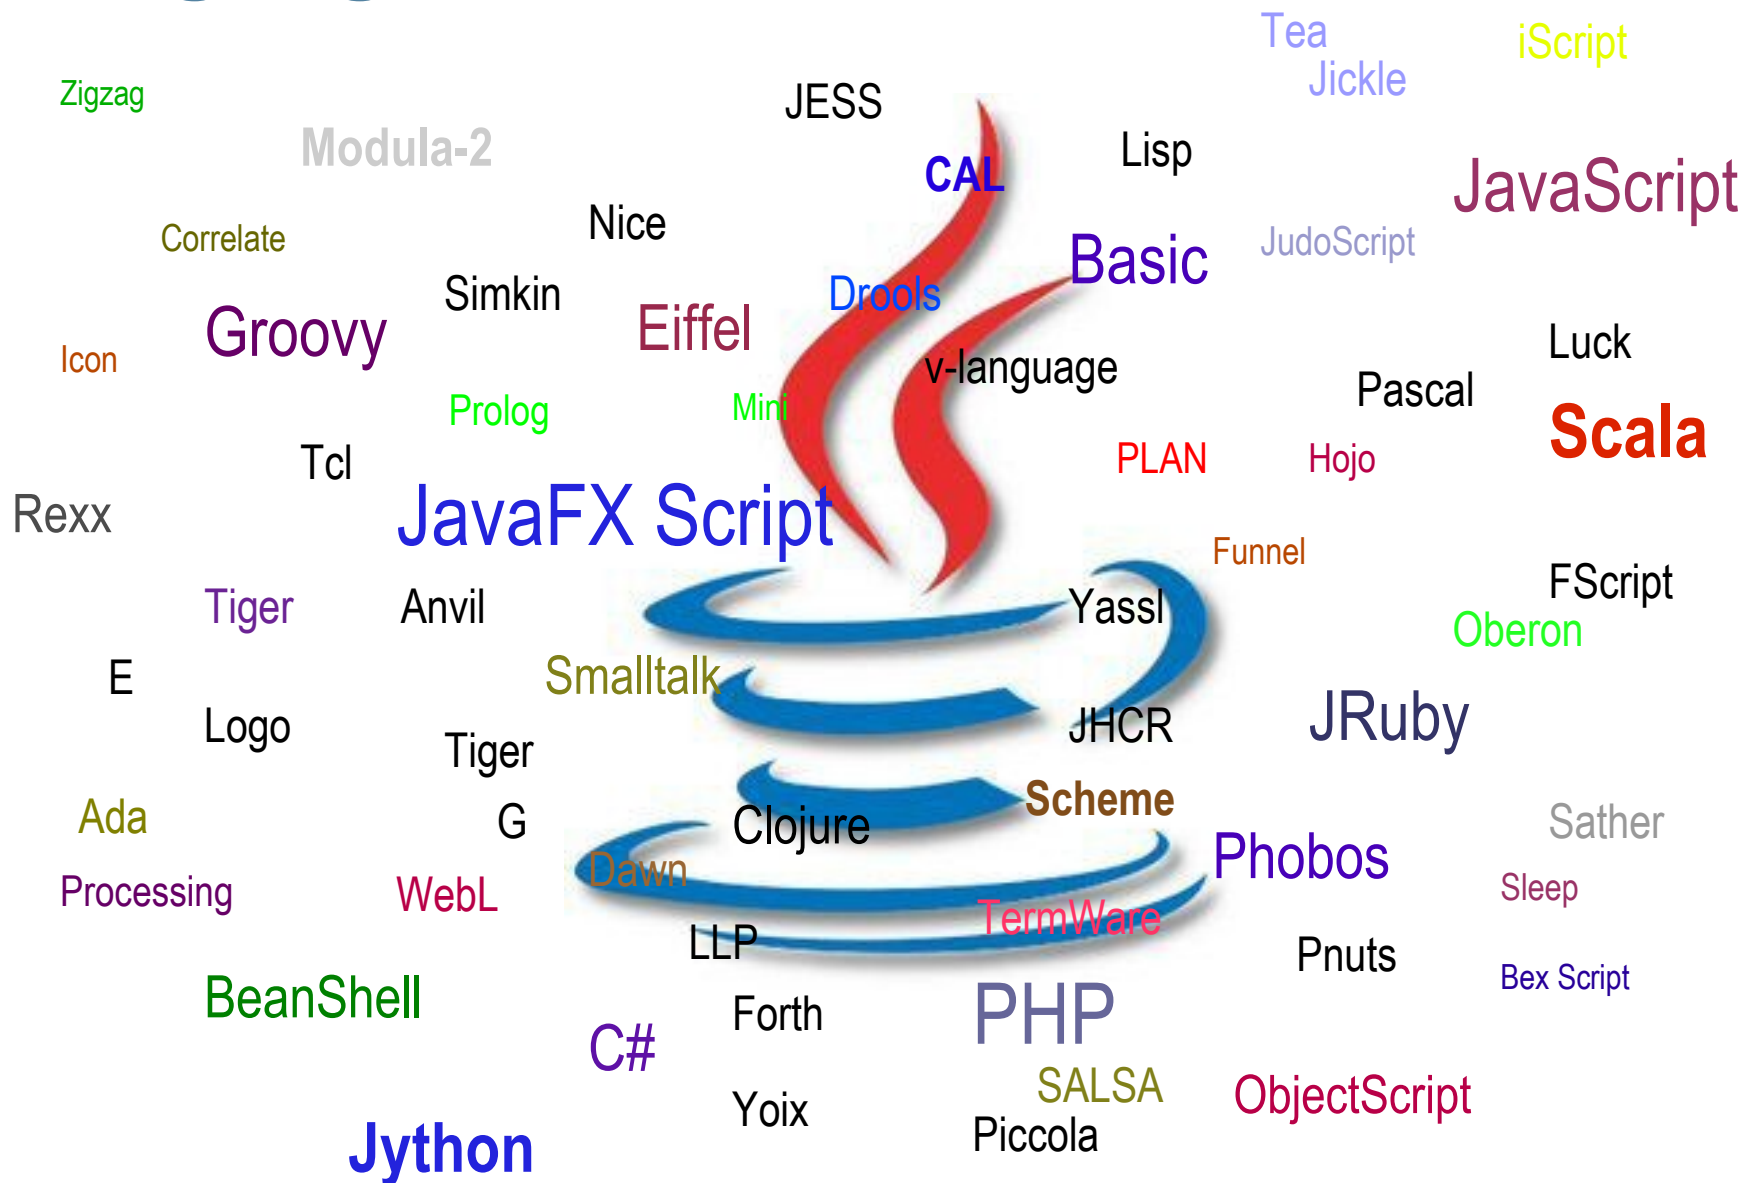 Tea
iScript
Jickle
Zigzag
JESS
Modula-2
Lisp
CAL
JavaScript
Nice
Correlate
JudoScript
Basic
Simkin
Drools
Groovy
Eiffel
Luck
Icon
v-language
Pascal
Prolog
Mini
Scala
Tcl
PLAN
Hojo
Rexx
JavaFX Script
Funnel
FScript
Tiger
Anvil
Yassl
Oberon
E
Smalltalk
Logo
JHCR
JRuby
Tiger
Scheme
Ada
G
Clojure
Sather
Phobos
Dawn
Processing
WebL
Sleep
TermWare
LLP
Pnuts
Bex Script
BeanShell
Forth
PHP
C#
SALSA
ObjectScript
Yoix
Piccola
Jython